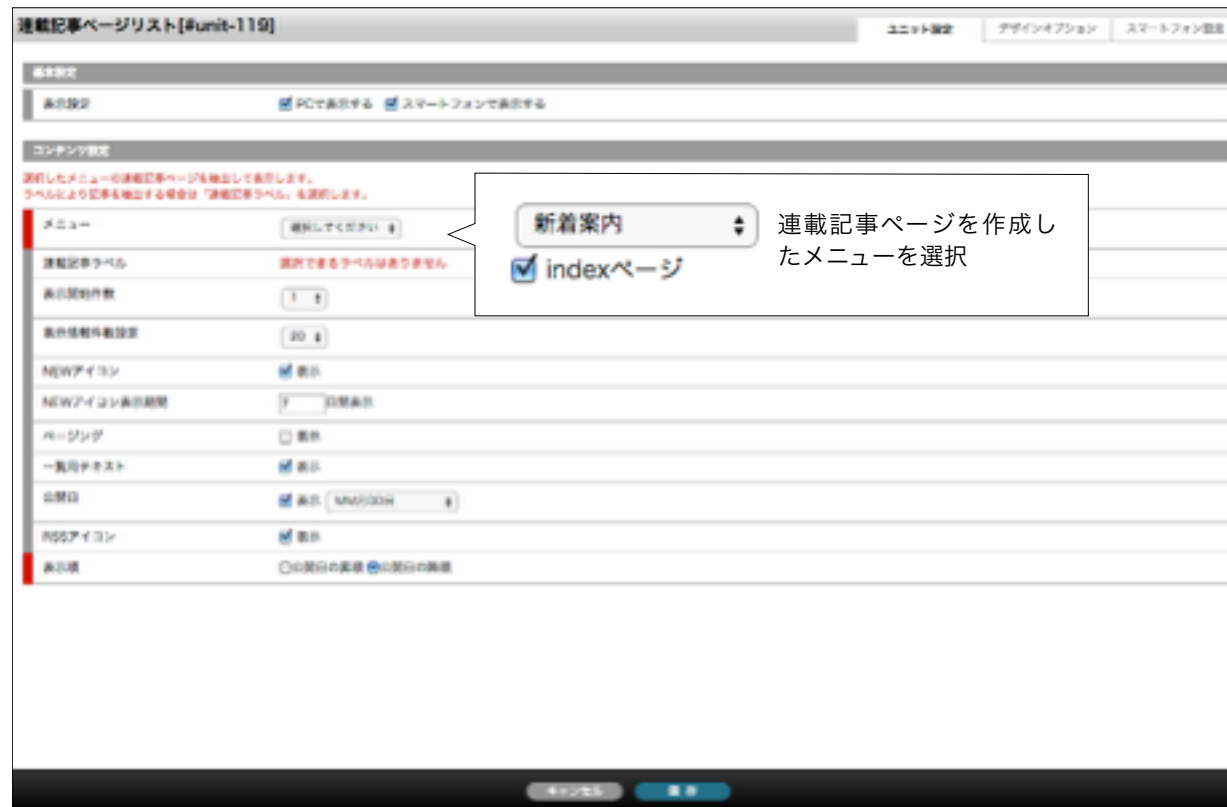 連載記事ページリスト[#unit-119]
ユニット設定 デザインオプション スマートフォン設定
基本設定
表示設定 PCで表示する スマートフォンで表示する
コンテンツ設定
選択したメニューの連載記事ページを抽出して表示します。
ラベルにより記事を抽出する場合は「連載記事ラベル」を選択します。
メニュー 選択してください
新着案内
indexページ
連載記事ページを作成し
たメニューを選択
連載記事ラベル 選択できるラベルはありません
表示開始件数 1
表示情報件数設定 20
NEWアイコン 表示
NEWアイコン表示期間 7 日間表示
ページング 表示
一覧用テキスト 表示
公開日 表示 MM月DD日
RSSアイコン 表示
表示順 公開日の昇順 公開日の降順
キャンセル 保存